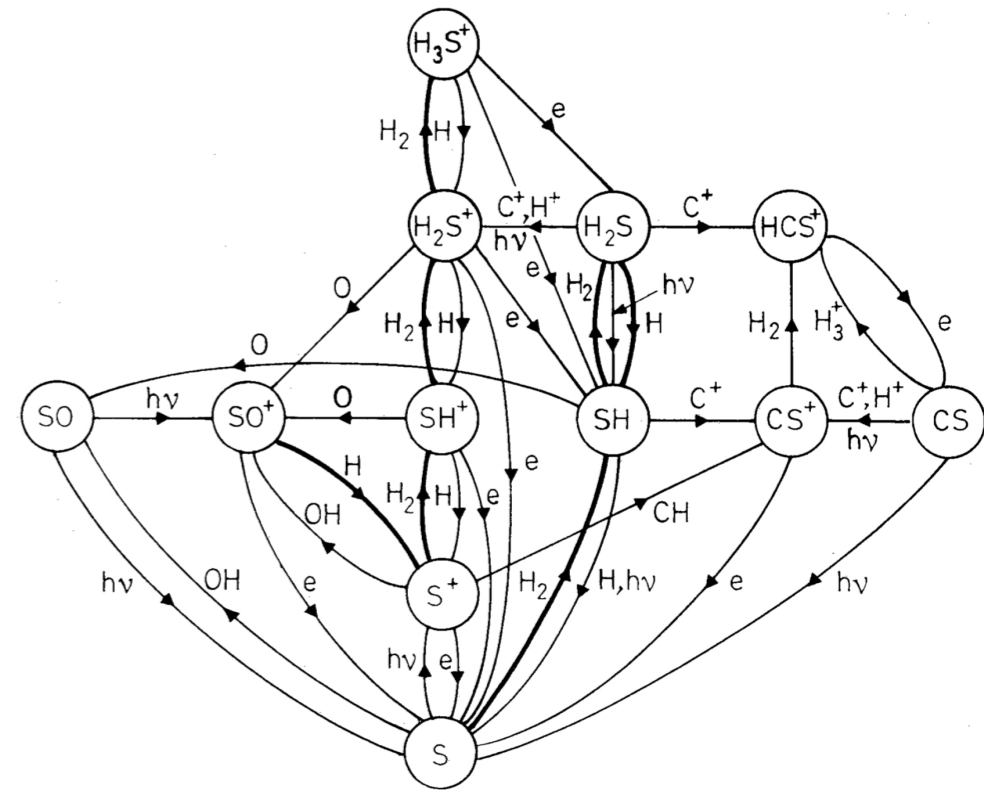 H₃S⁺
e
H₂ H
C⁺,H⁺ C⁺
H₂S⁺ H₂S HCS⁺
hν
O e H₂ hν
H₂ H e H H₂ H₃⁺ e
O
hν O C⁺ C⁺,H⁺
SO SO⁺ SH⁺ SH CS⁺ CS
hν
H e
H₂ H e
OH CH
hν OH e S⁺ H₂ H,hν e hν
hν e
S